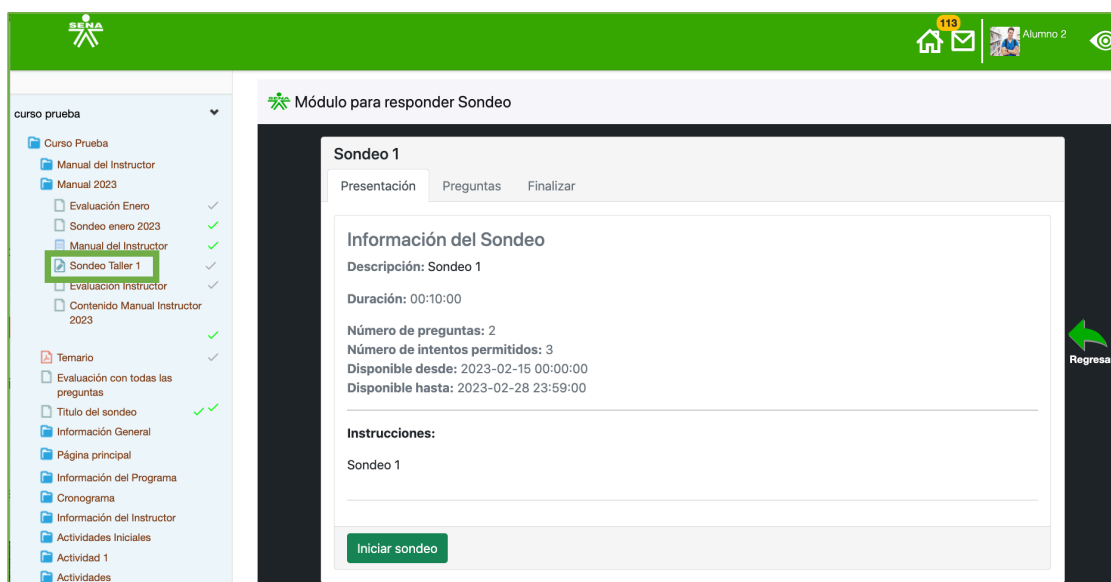 SENA
113
Alumno 2
SENA Módulo para responder Sondeo
curso prueba
Curso Prueba
Manual del Instructor
Manual 2023
Evaluación Enero
Sondeo enero 2023
Manual del Instructor
Sondeo Taller 1
Evaluación Instructor
Contenido Manual Instructor
2023
Temario
Evaluación con todas las
preguntas
Título del sondeo
Información General
Página principal
Información del Programa
Cronograma
Información del Instructor
Actividades Iniciales
Actividad 1
Actividades
Sondeo 1
Presentación Preguntas Finalizar
Información del Sondeo
Descripción: Sondeo 1
Duración: 00:10:00
Número de preguntas: 2
Número de intentos permitidos: 3
Disponible desde: 2023-02-15 00:00:00
Disponible hasta: 2023-02-28 23:59:00
Instrucciones:
Sondeo 1
Iniciar sondeo
Regresa